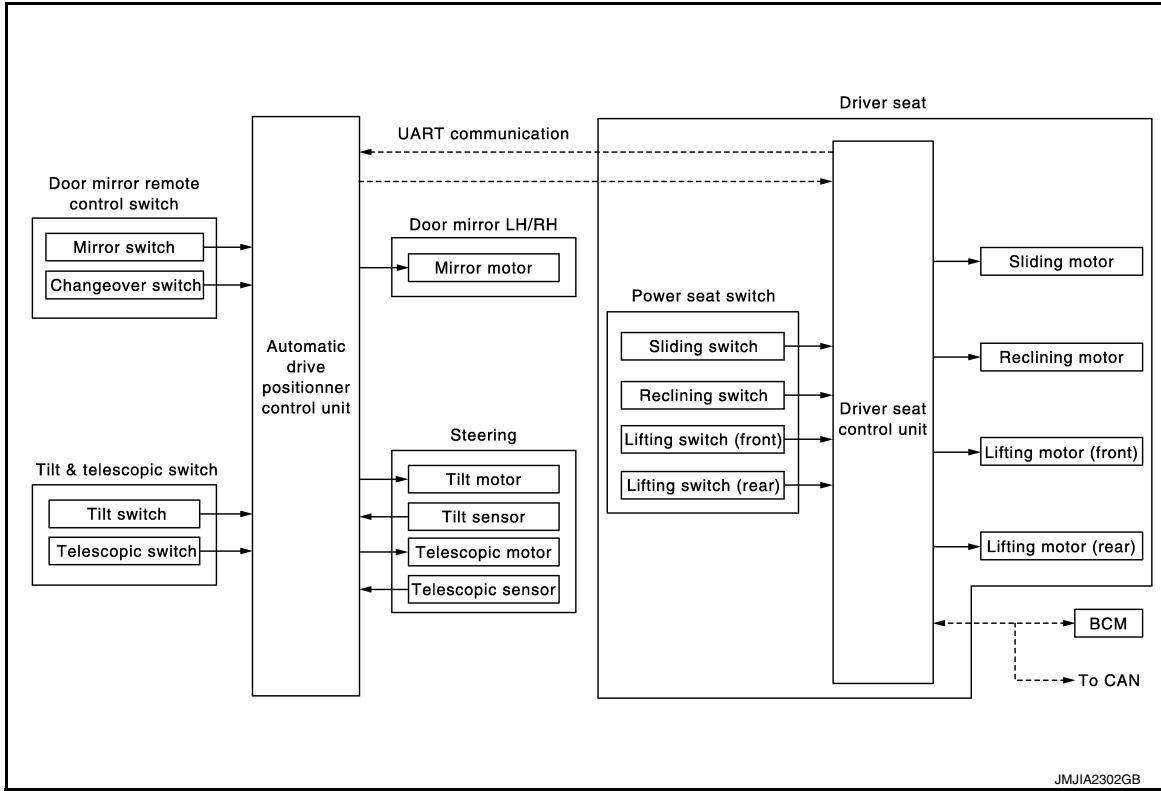 Driver seat
UART communication
Door mirror remote
control switch
Mirror switch
Changeover switch
Door mirror LH/RH
Mirror motor
Automatic
drive
positionner
control unit
Tilt & telescopic switch
Tilt switch
Telescopic switch
Steering
Tilt motor
Tilt sensor
Telescopic motor
Telescopic sensor
Power seat switch
Sliding switch
Reclining switch
Lifting switch (front)
Lifting switch (rear)
Driver seat
control unit
Sliding motor
Reclining motor
Lifting motor (front)
Lifting motor (rear)
BCM
To CAN
JMJIA2302GB